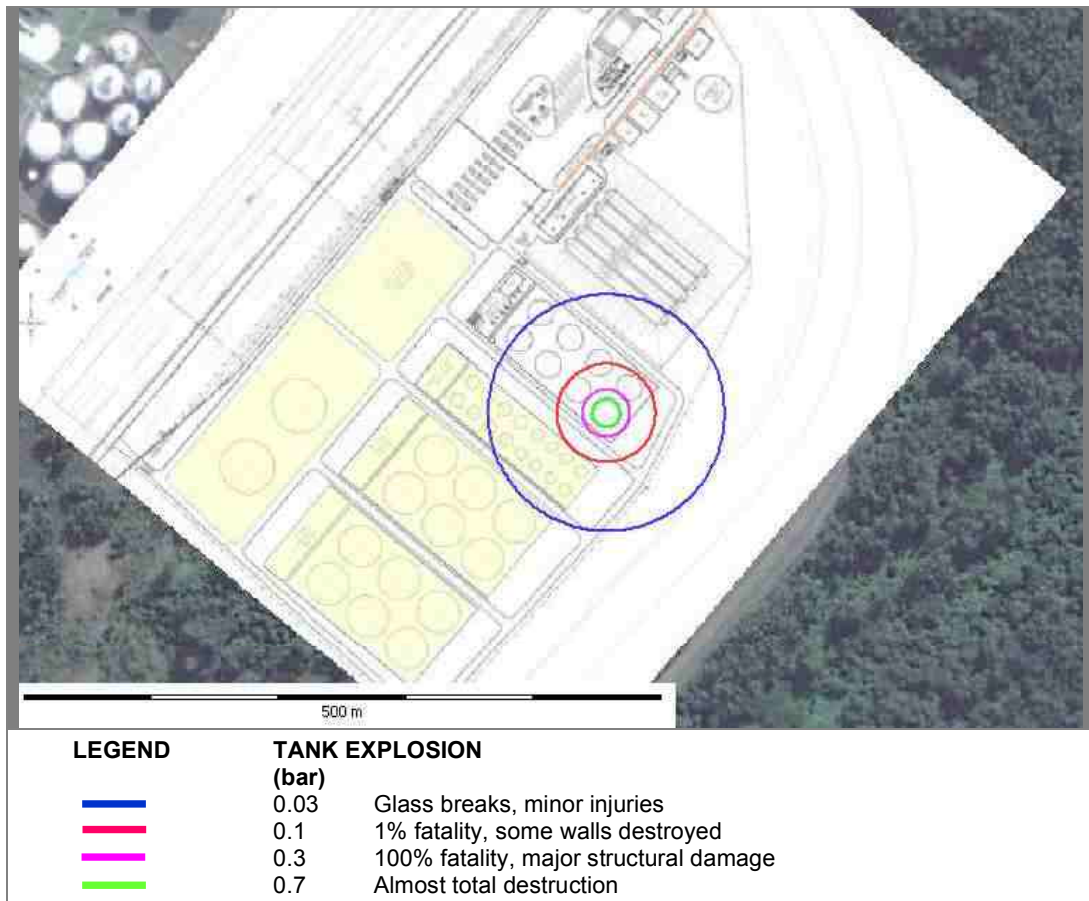 500 m
LEGEND TANK EXPLOSION
(bar)
0.03 Glass breaks, minor injuries
0.1 1% fatality, some walls destroyed
0.3 100% fatality, major structural damage
0.7 Almost total destruction